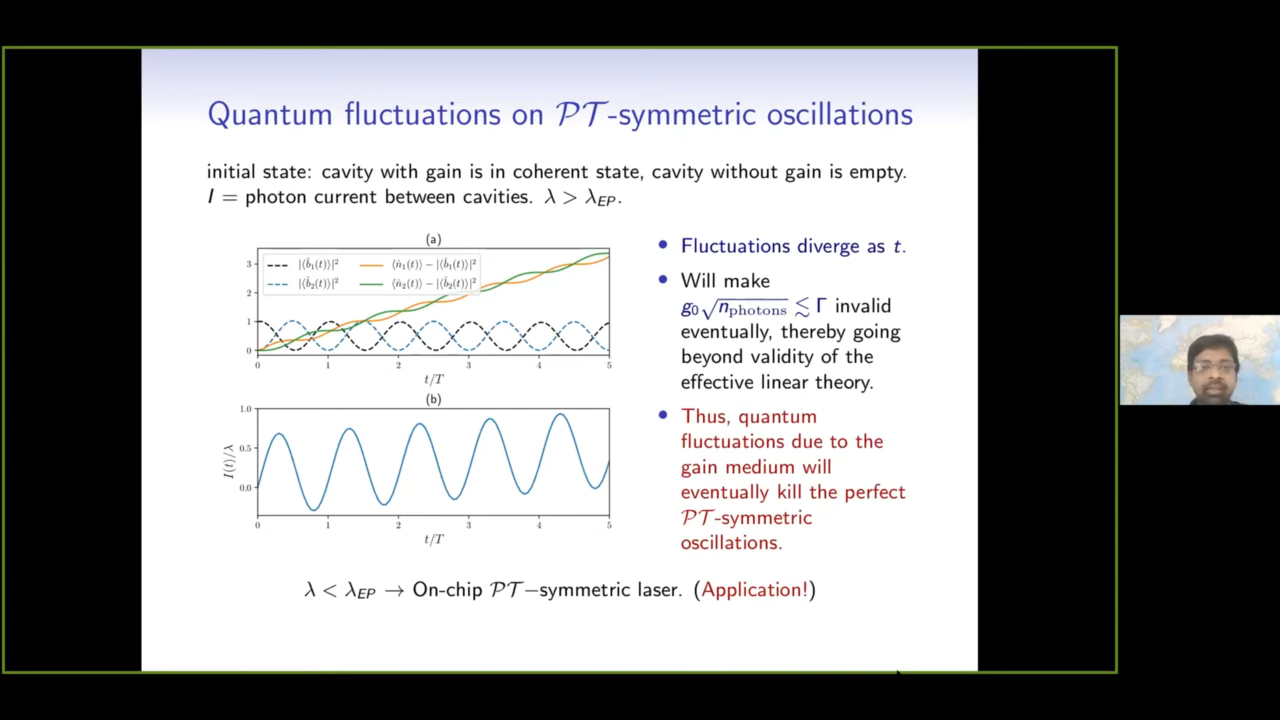 Quantum fluctuations on 𝒫𝒯-symmetric oscillations
initial state: cavity with gain is in coherent state, cavity without gain is empty.
I = photon current between cavities. λ > λ_EP.
(a)
3
2
1
0
|⟨b̂₁(t)⟩|²
|⟨b̂₂(t)⟩|²
⟨n̂₁(t)⟩ − |⟨b̂₁(t)⟩|²
⟨n̂₂(t)⟩ − |⟨b̂₂(t)⟩|²
0 1 2 3 4 5
t/T
(b)
1.0
0.5
0.0
I(t)/λ
0 1 2 3 4 5
t/T
• Fluctuations diverge as t.
• Will make
g₀√n_photons ≲ Γ invalid
eventually, thereby going
beyond validity of the
effective linear theory.
• Thus, quantum
fluctuations due to the
gain medium will
eventually kill the perfect
𝒫𝒯-symmetric
oscillations.
λ < λ_EP → On-chip 𝒫𝒯−symmetric laser. (Application!)